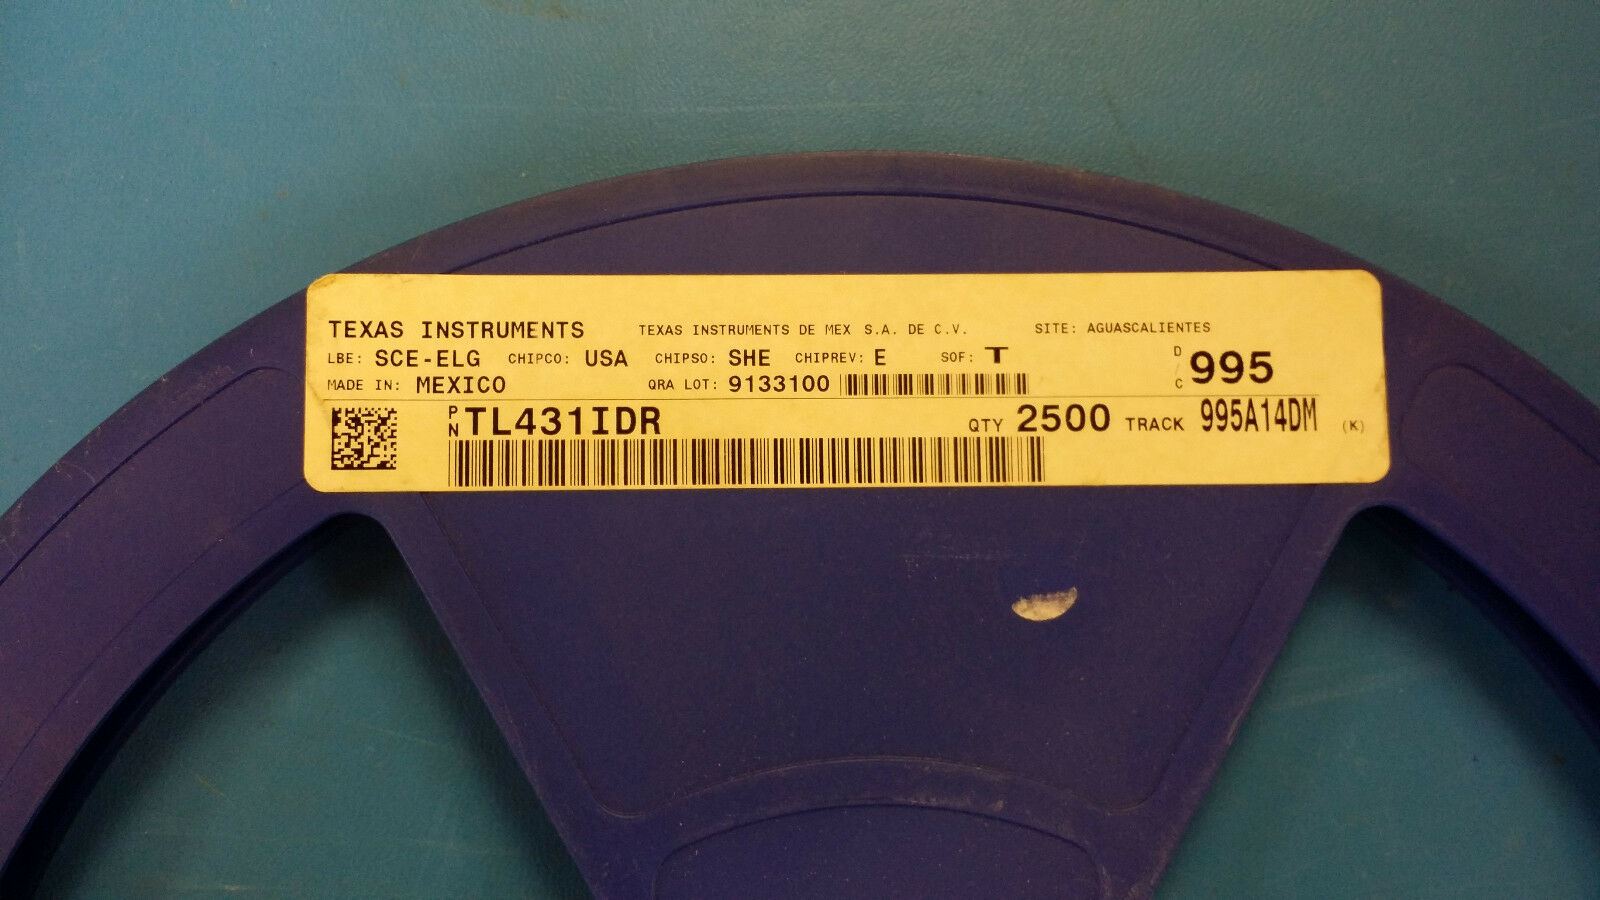 TEXAS INSTRUMENTS TEXAS INSTRUMENTS DE MEX S.A. DE C.V. SITE: AGUASCALIENTES
LBE: SCE-ELG CHIPCO: USA CHIPSO: SHE CHIPREV: E SOF: T D/C 995
MADE IN: MEXICO QRA LOT: 9133100
PN TL431IDR QTY 2500 TRACK 995A14DM (K)